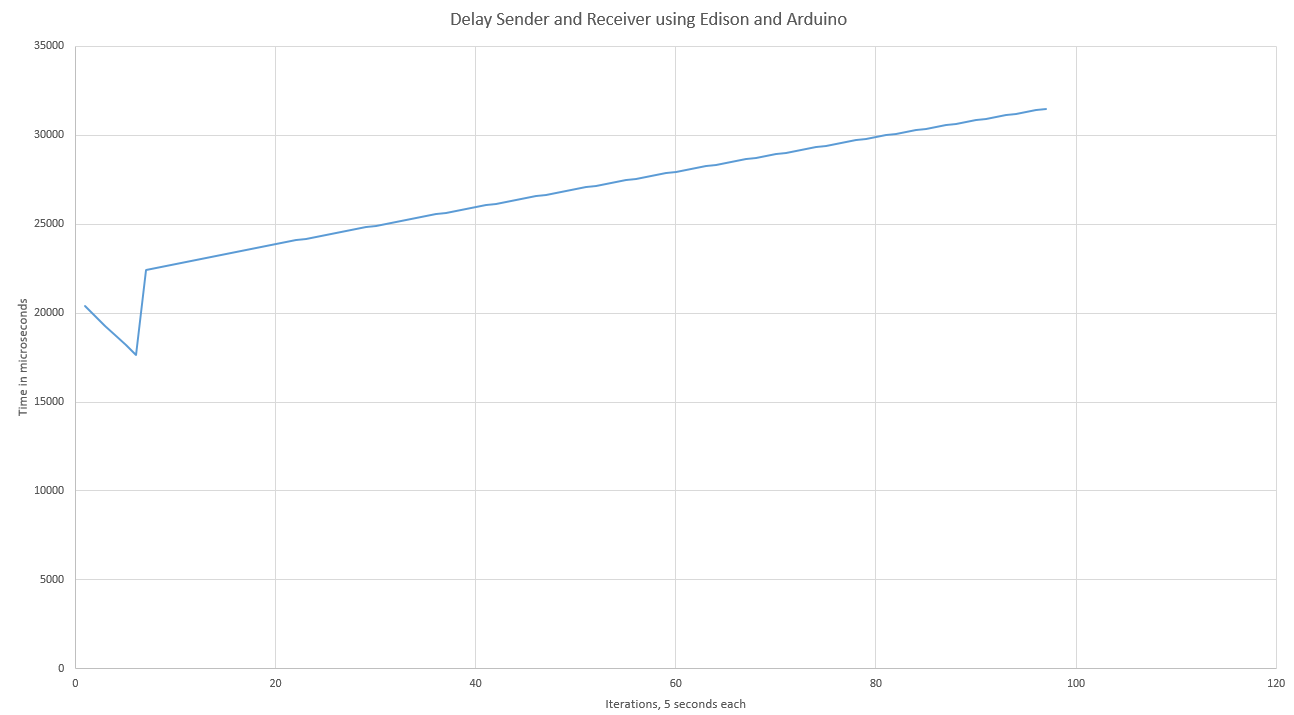 Delay Sender and Receiver using Edison and Arduino
35000
30000
25000
20000
15000
10000
5000
0
Time in microseconds
0 20 40 60 80 100 120
Iterations, 5 seconds each